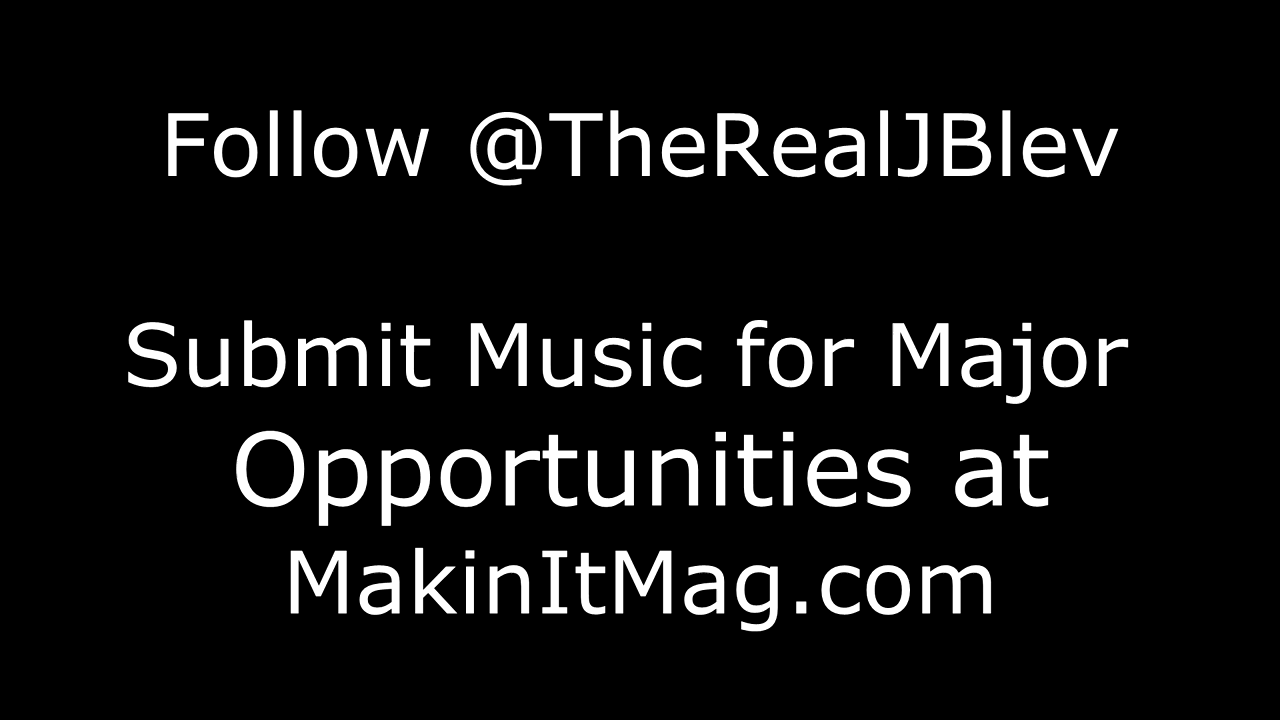 Follow @TheRealJBlev
Submit Music for Major
Opportunities at
MakinItMag.com